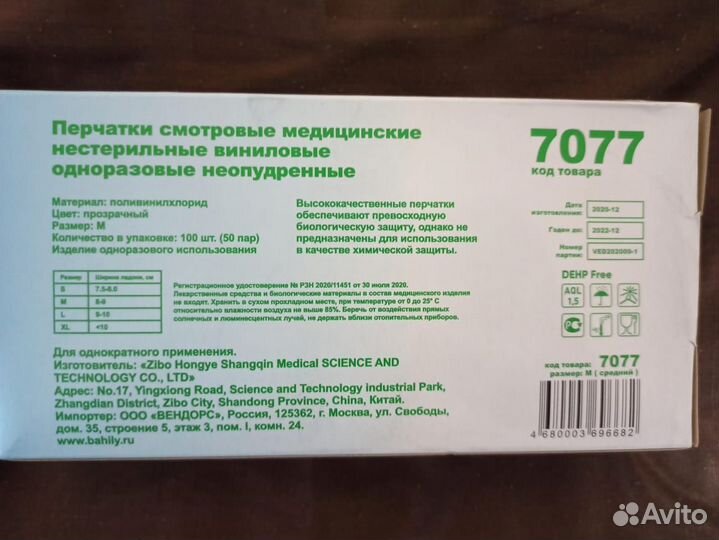 Перчатки смотровые медицинские
нестерильные виниловые
одноразовые неопудренные
7077
код товара
Материал: поливинилхлорид
Цвет: прозрачный
Размер: M
Количество в упаковке: 100 шт. (50 пар)
Изделие одноразового использования
Высококачественные перчатки
обеспечивают превосходную
биологическую защиту, однако не
предназначены для использования
в качестве химической защиты.
Дата
изготовления: 2020-12
Годен до: 2022-12
Номер
партии: VED202009-1
DEHP Free
AQL
1,5
Размер Ширина ладони, см
S 7.5-8.0
M 8-9
L 9-10
XL <10
Регистрационное удостоверение № РЗН 2020/11451 от 30 июля 2020.
Лекарственные средства и биологические материалы в состав медицинского изделия
не входят. Хранить в сухом прохладном месте, при температуре от 0 до 25° С
относительно влажности воздуха не выше 85%. Беречь от воздействия прямых
солнечных и люминесцентных лучей, не держать вблизи отопительных приборов.
Для однократного применения.
Изготовитель: «Zibo Hongye Shangqin Medical SCIENCE AND
TECHNOLOGY CO., LTD»
Адрес: No.17, Yingxiong Road, Science and Technology industrial Park,
Zhangdian District, Zibo City, Shandong Province, China, Китай.
Импортер: ООО «ВЕНДОРС», Россия, 125362, г. Москва, ул. Свободы,
дом. 35, строение 5, этаж 3, пом. I, комн. 24.
www.bahily.ru
код товара: 7077
размер: M ( средний )
4 680003 696682
Avito